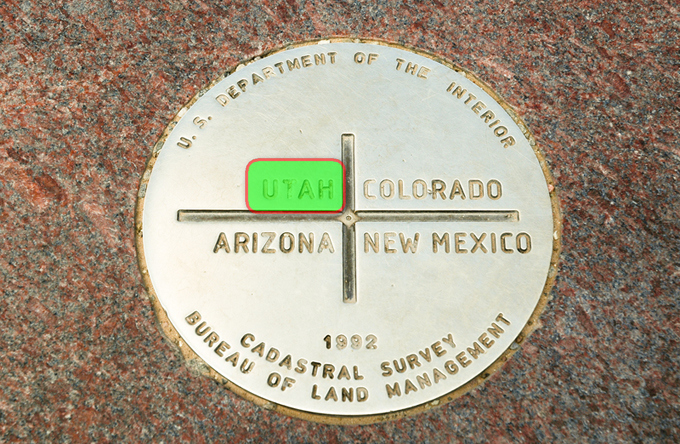 U. S. DEPARTMENT OF THE INTERIOR
UTAH COLORADO
ARIZONA NEW MEXICO
1992
CADASTRAL SURVEY
BUREAU OF LAND MANAGEMENT